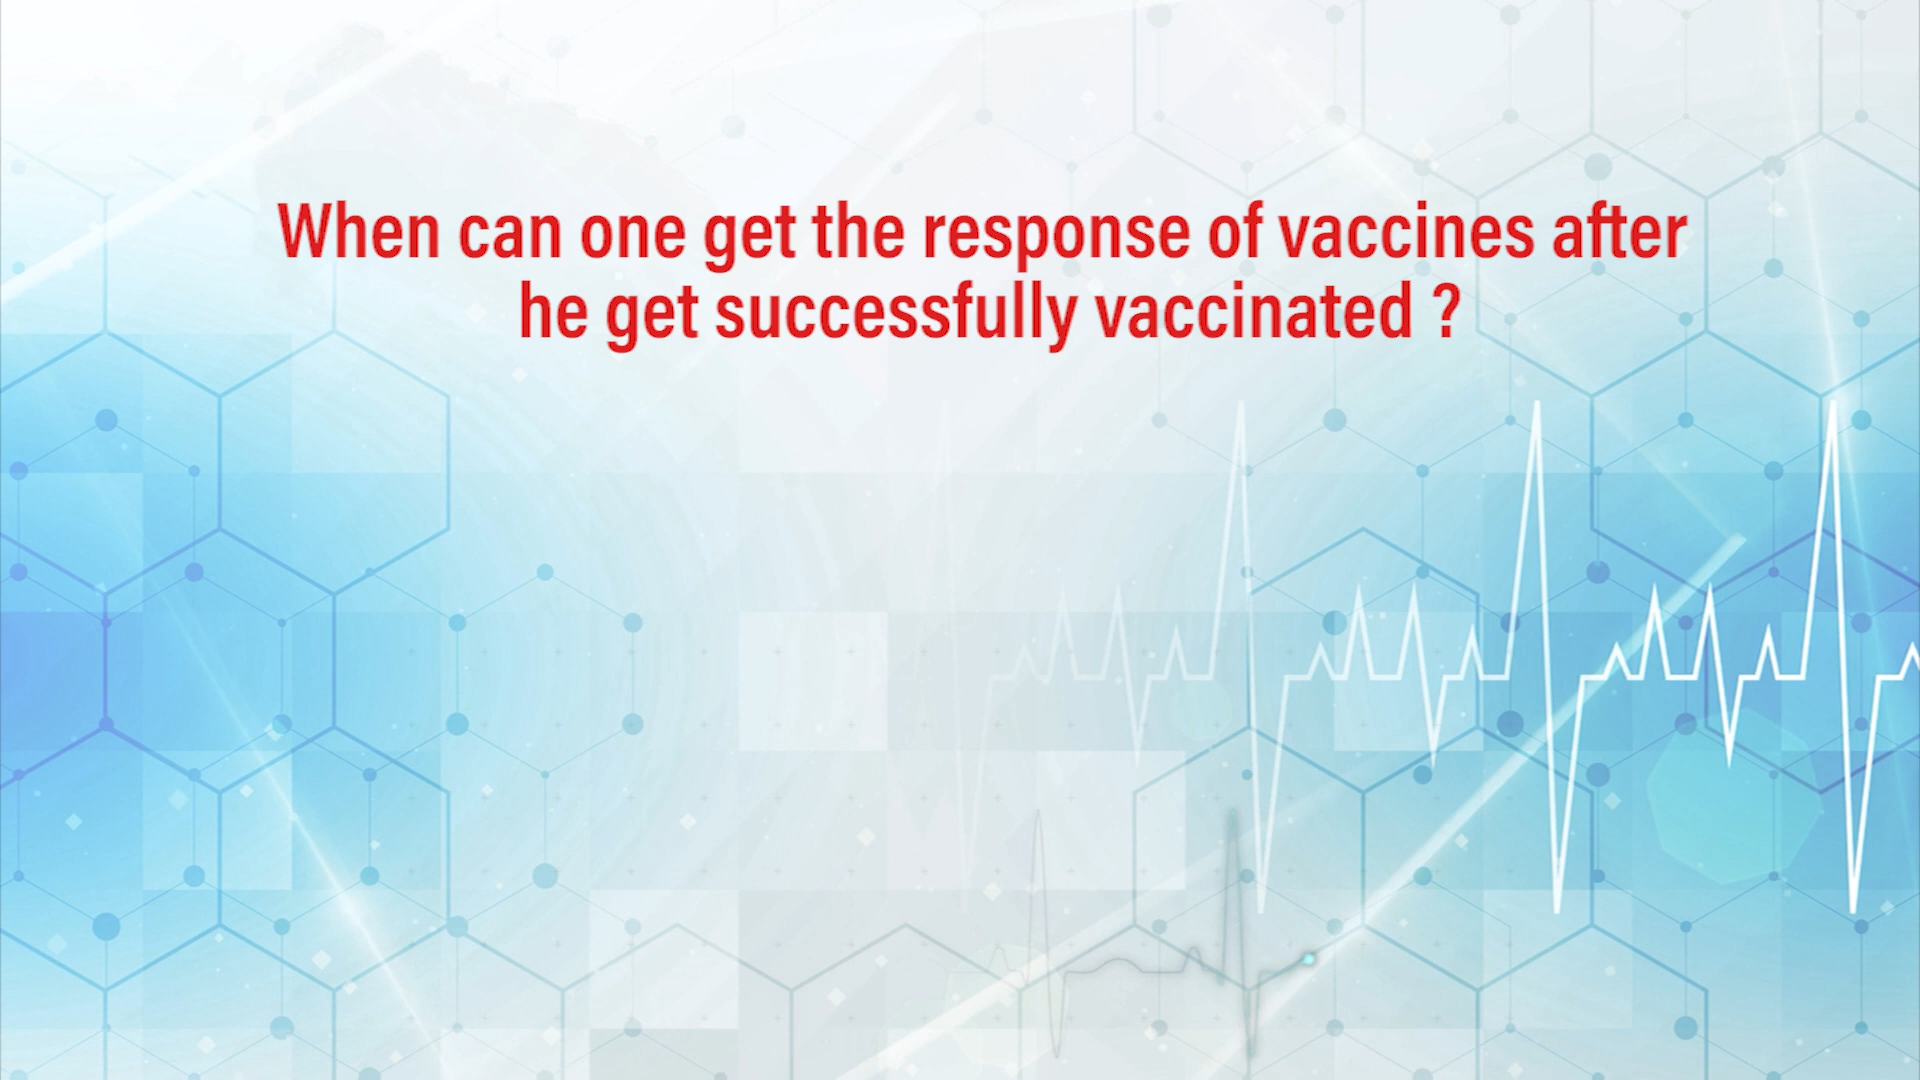 When can one get the response of vaccines after
he get successfully vaccinated ?